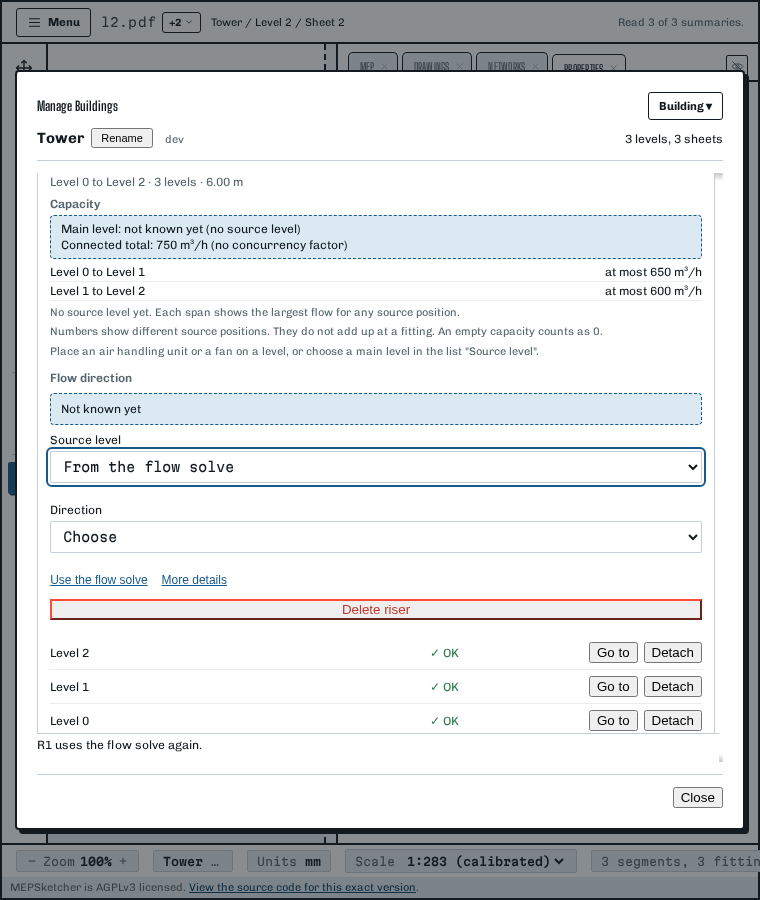 Menu l2.pdf +2 Tower / Level 2 / Sheet 2 Read 3 of 3 summaries.
MEP × DRAWINGS × NETWORKS × PROPERTIES ×
Manage Buildings Building ▾
Tower Rename dev 3 levels, 3 sheets
Level 0 to Level 2 · 3 levels · 6.00 m
Capacity
Main level: not known yet (no source level)
Connected total: 750 m³/h (no concurrency factor)
Level 0 to Level 1 at most 650 m³/h
Level 1 to Level 2 at most 600 m³/h
No source level yet. Each span shows the largest flow for any source position.
Numbers show different source positions. They do not add up at a fitting. An empty capacity counts as 0.
Place an air handling unit or a fan on a level, or choose a main level in the list "Source level".
Flow direction
Not known yet
Source level
From the flow solve
Direction
Choose
Use the flow solve More details
Delete riser
Level 2 ✓ OK Go to Detach
Level 1 ✓ OK Go to Detach
Level 0 ✓ OK Go to Detach
R1 uses the flow solve again.
Close
− Zoom 100% + Tower … Units mm Scale 1:283 (calibrated) 3 segments, 3 fittin
MEPSketcher is AGPLv3 licensed. View the source code for this exact version.